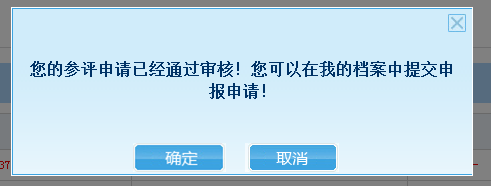 您的参评申请已经通过审核！您可以在我的档案中提交申
报申请！
确定 取消
37